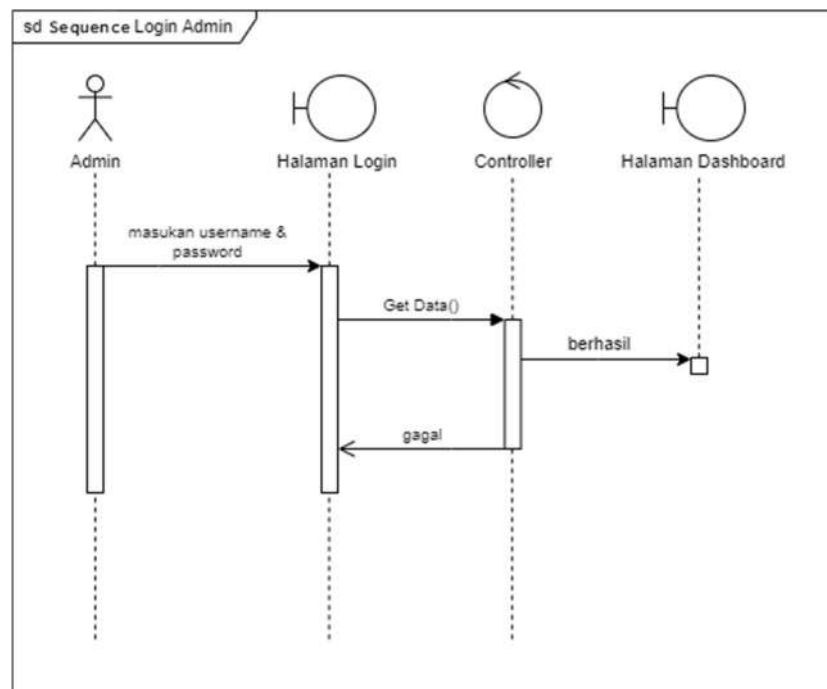 sd Sequence Login Admin
Admin
Halaman Login
Controller
Halaman Dashboard
masukan username &
password
Get Data()
berhasil
gagal